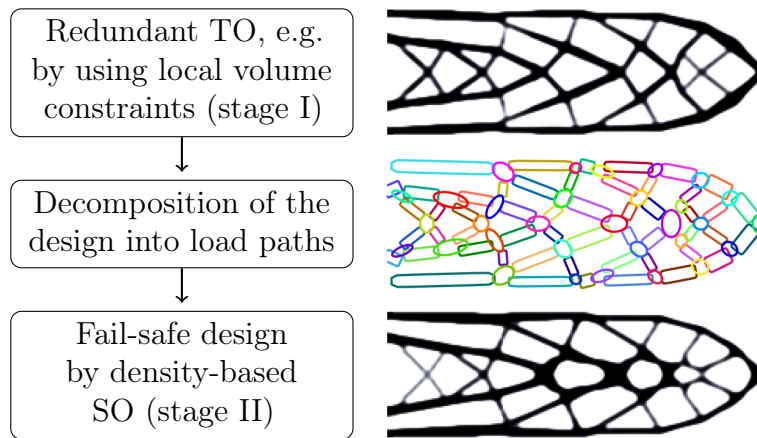 Redundant TO, e.g.
by using local volume
constraints (stage I)
Decomposition of the
design into load paths
Fail-safe design
by density-based
SO (stage II)